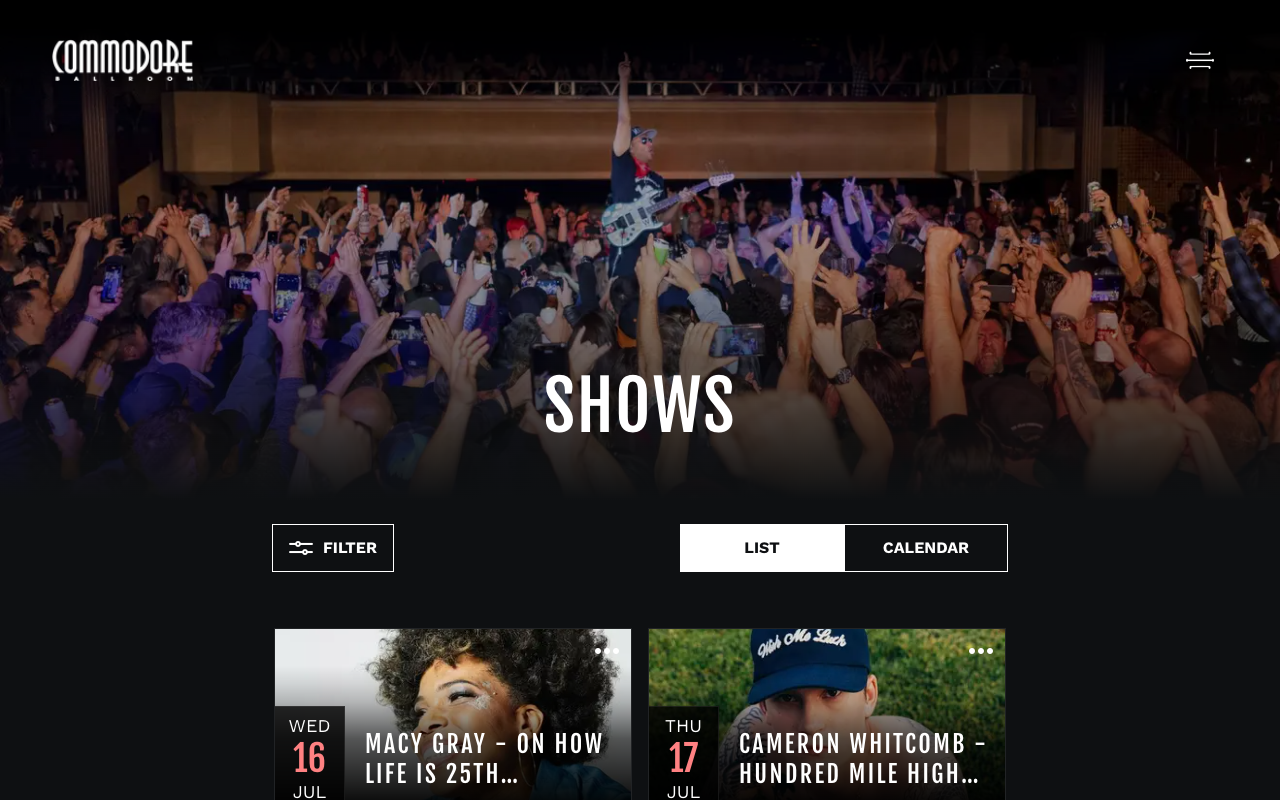 COMMODORE
BALLROOM
SHOWS
FILTER
LIST
CALENDAR
Wish Me Luck
WED
16
JUL
MACY GRAY - ON HOW
LIFE IS 25TH...
THU
17
JUL
CAMERON WHITCOMB -
HUNDRED MILE HIGH...